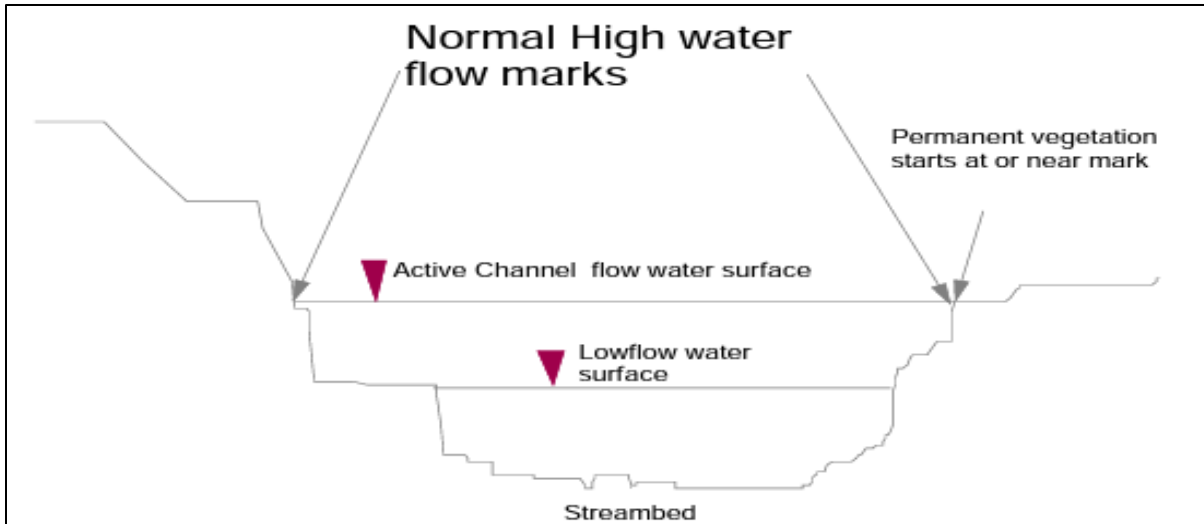 Normal High water
flow marks
Permanent vegetation
starts at or near mark
Active Channel flow water surface
Lowflow water
surface
Streambed